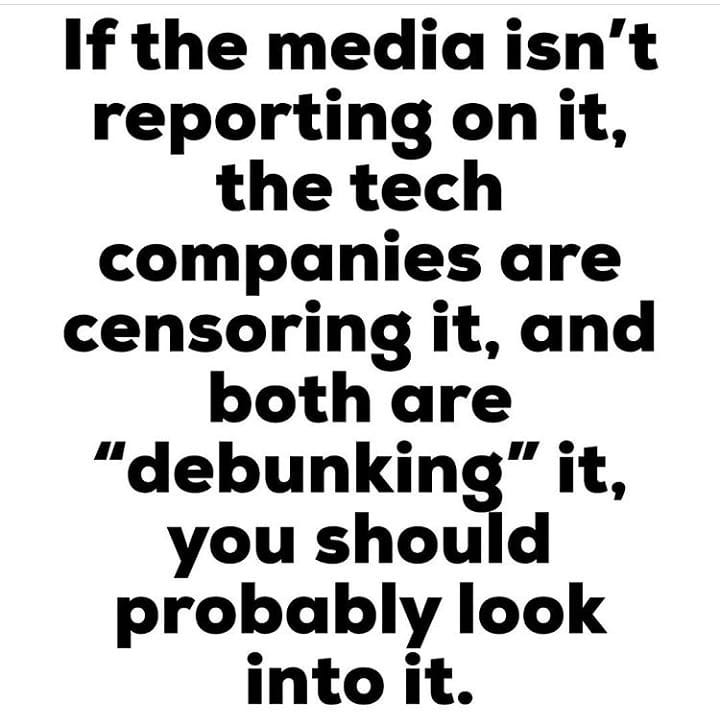 If the media isn’t
reporting on it,
the tech
companies are
censoring it, and
both are
“debunking” it,
you should
probably look
into it.